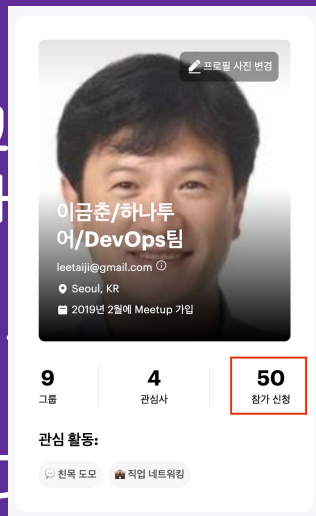 프로필 사진 변경
이금춘/하나투
어/DevOps팀
leetaiji@gmail.com
Seoul, KR
2019년 2월에 Meetup 가입
9
그룹
4
관심사
50
참가 신청
관심 활동:
친목 도모
직업 네트워킹